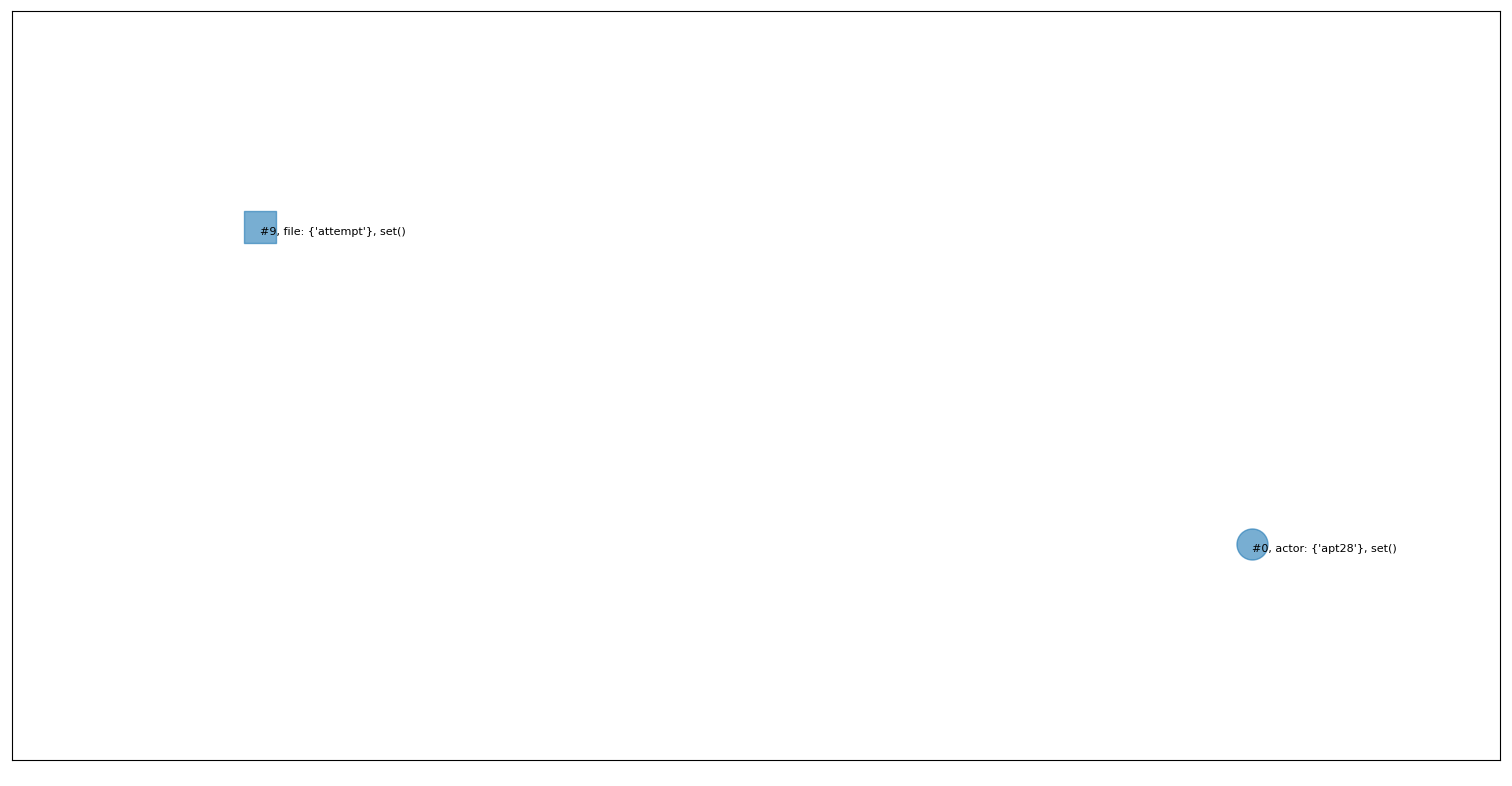 #9, file: {'attempt'}, set()
#0, actor: {'apt28'}, set()